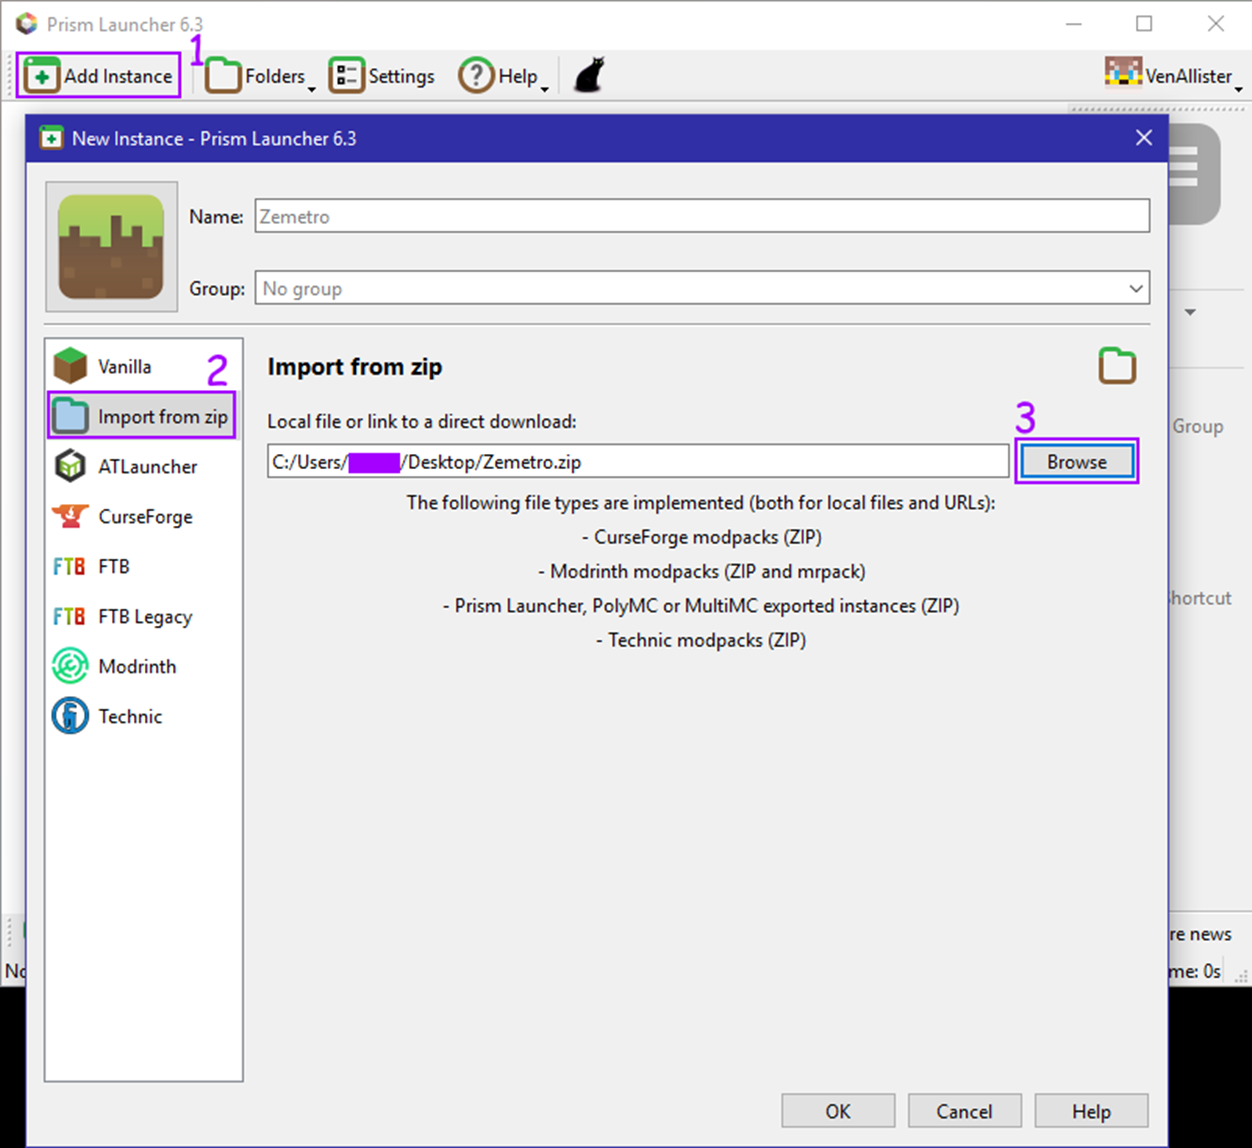 Prism Launcher 6.3
1
Add Instance
Folders
Settings
Help
VenAllister
New Instance - Prism Launcher 6.3
Name:
Zemetro
Group:
No group
Vanilla
2
Import from zip
ATLauncher
CurseForge
FTB FTB
FTB FTB Legacy
Modrinth
Technic
Import from zip
Local file or link to a direct download:
3
C:/Users/
/Desktop/Zemetro.zip
Browse
The following file types are implemented (both for local files and URLs):
- CurseForge modpacks (ZIP)
- Modrinth modpacks (ZIP and mrpack)
- Prism Launcher, PolyMC or MultiMC exported instances (ZIP)
- Technic modpacks (ZIP)
Group
hortcut
re news
No
me: 0s
OK
Cancel
Help